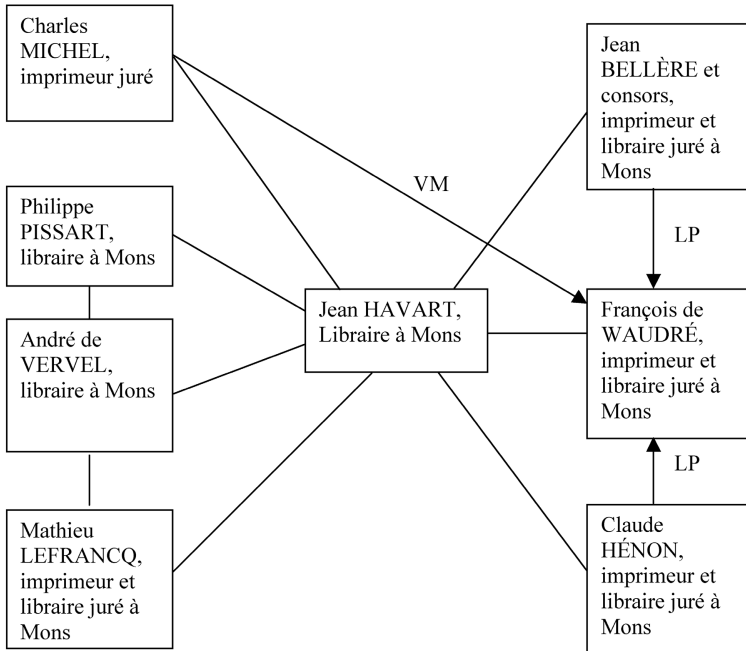 Charles
MICHEL,
imprimeur juré
Jean
BELLÈRE et
consors,
imprimeur et
libraire juré à
Mons
VM
Philippe
PISSART,
libraire à Mons
LP
Jean HAVART,
Libraire à Mons
François de
WAUDRÉ,
imprimeur et
libraire juré à
Mons
André de
VERVEL,
libraire à Mons
LP
Mathieu
LEFRANCQ,
imprimeur et
libraire juré à
Mons
Claude
HÉNON,
imprimeur et
libraire juré à
Mons